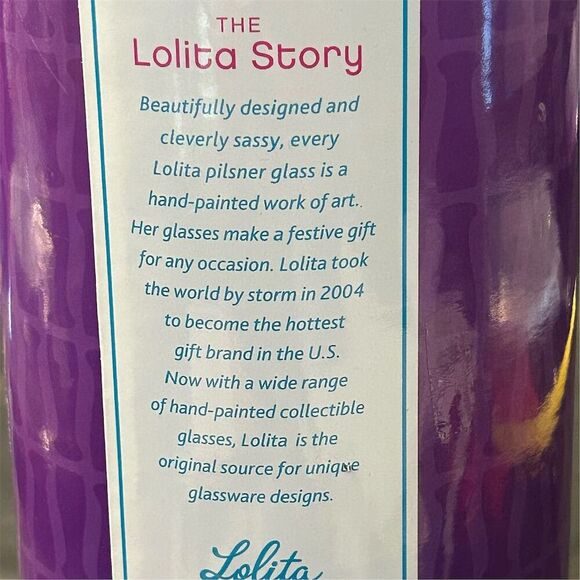 THE
Lolita Story
Beautifully designed and
cleverly sassy, every
Lolita pilsner glass is a
hand-painted work of art.
Her glasses make a festive gift
for any occasion. Lolita took
the world by storm in 2004
to become the hottest
gift brand in the U.S.
Now with a wide range
of hand-painted collectible
glasses, Lolita is the
original source for unique
glassware designs.
Lolita